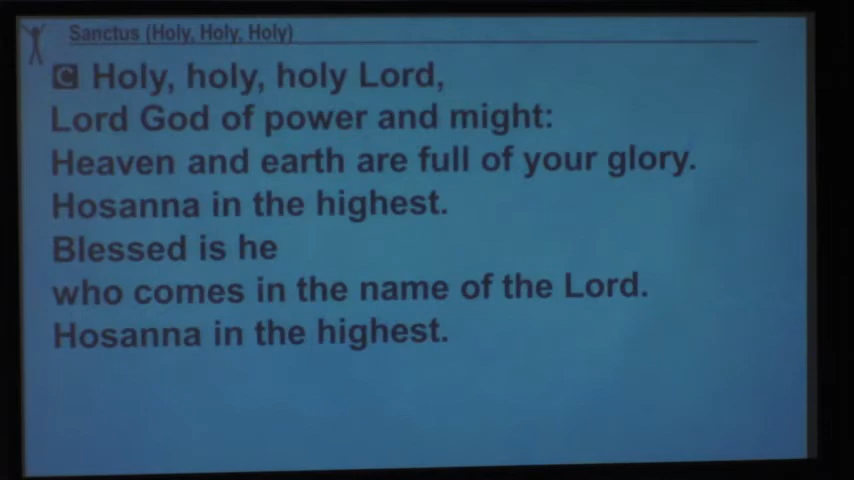 Sanctus (Holy, Holy, Holy)
C Holy, holy, holy Lord,
Lord God of power and might:
Heaven and earth are full of your glory.
Hosanna in the highest.
Blessed is he
who comes in the name of the Lord.
Hosanna in the highest.